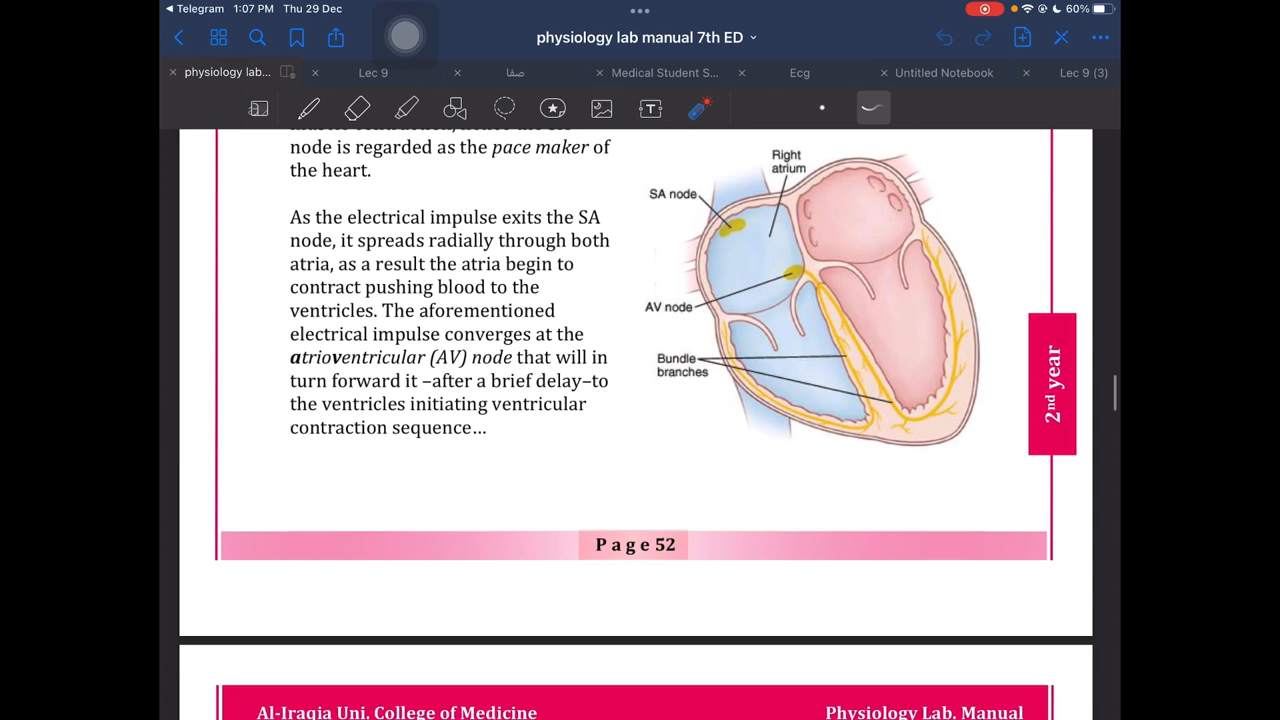 Telegram 1:07 PM Thu 29 Dec 60%
physiology lab manual 7th ED
physiology lab... Lec 9 صفا Medical Student S... Ecg Untitled Notebook Lec 9 (3)
node is regarded as the pace maker of
the heart.
As the electrical impulse exits the SA
node, it spreads radially through both
atria, as a result the atria begin to
contract pushing blood to the
ventricles. The aforementioned
electrical impulse converges at the
atrioventricular (AV) node that will in
turn forward it –after a brief delay–to
the ventricles initiating ventricular
contraction sequence…
Right
atrium
SA node
AV node
Bundle
branches
2nd year
Page 52
Al-Iraqia Uni. College of Medicine Physiology Lab. Manual